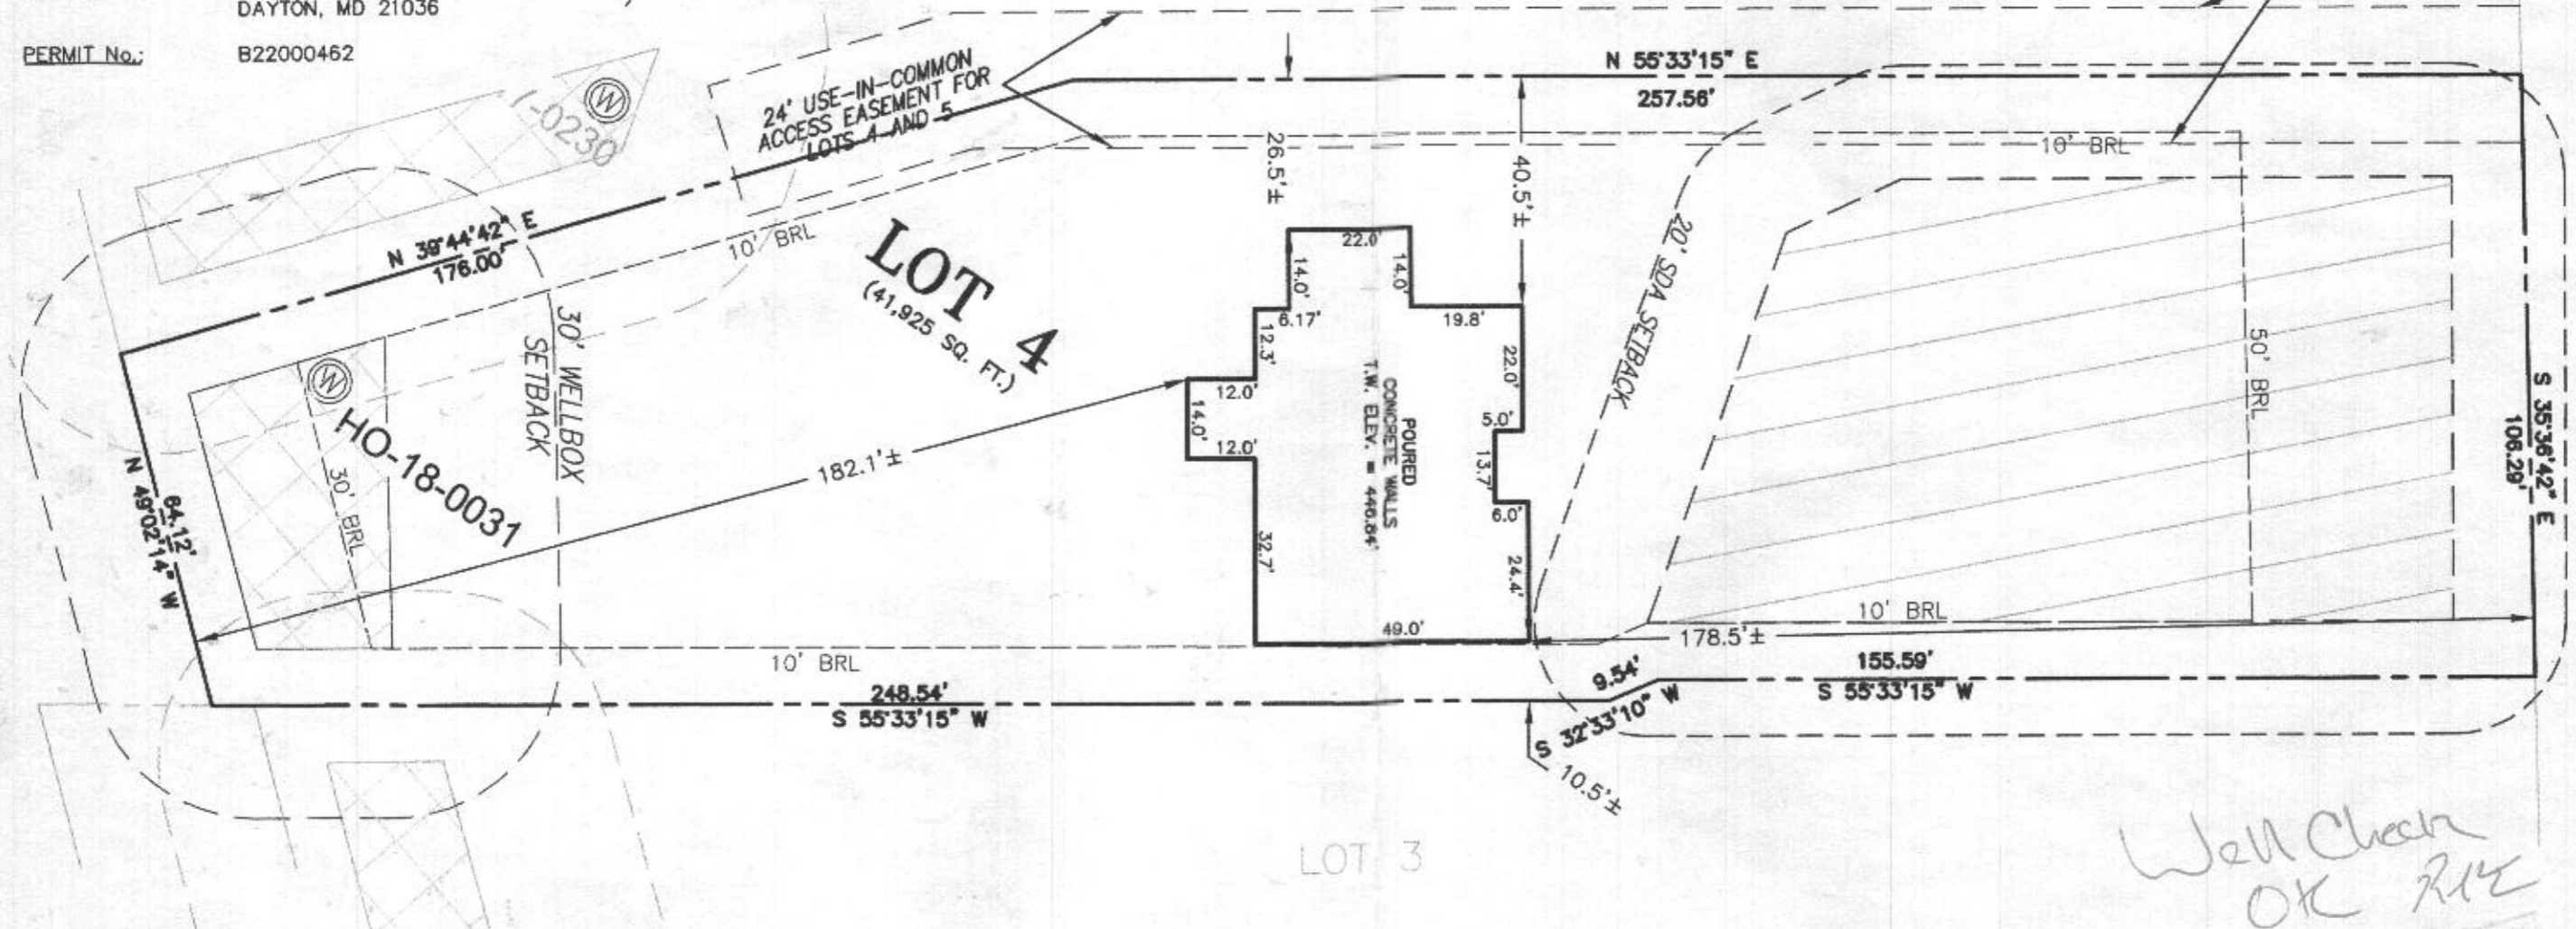 DAYTON, MD 21036
PERMIT No.: B22000462
1-0230
W
24' USE-IN-COMMON
ACCESS EASEMENT FOR
LOTS 4 AND 5
N 55°33'15" E
257.56'
10' BRL
N 39°44'42" E
176.00'
10' BRL
LOT 4
(41,925 SQ. FT.)
26.5'±
40.5'±
22.0'
14.0'
14.0'
6.17'
19.8'
12.3'
12.0'
14.0'
12.0'
32.7'
49.0'
22.0'
5.0'
13.7'
6.0'
24.4'
POURED
CONCRETE WALLS
T.W. ELEV. = 446.84'
20' SDA SETBACK
50' BRL
S 35°36'42" E
106.29'
W
HO-18-0031
30' BRL
30' WELLBOX
SETBACK
182.1'±
64.12'
N 49°02'14" W
10' BRL
248.54'
S 55°33'15" W
10' BRL
178.5'±
9.54'
S 32°33'10" W
155.59'
S 55°33'15" W
10.5'±
LOT 3
Well Check
OK